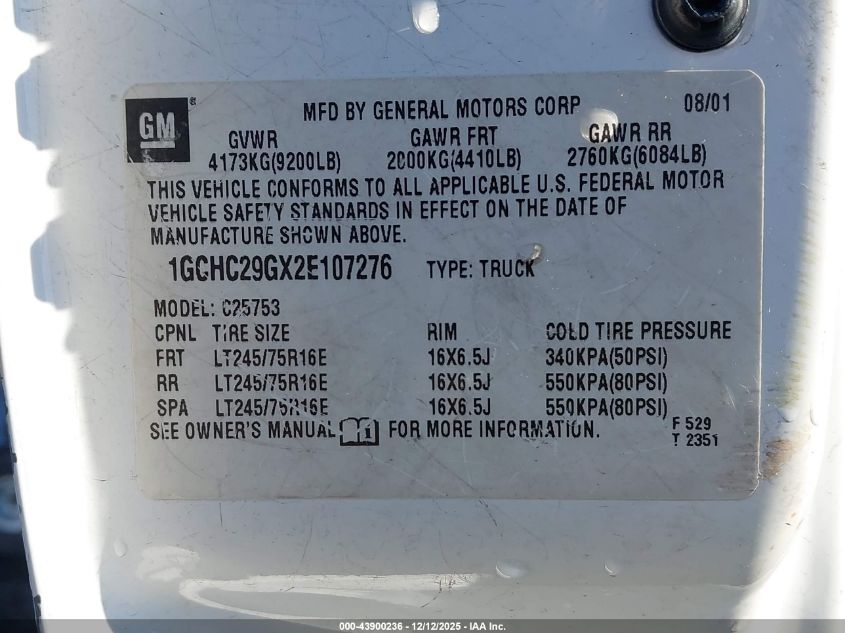 GM ® MFD BY GENERAL MOTORS CORP 08/01
GVWR GAWR FRT GAWR RR
4173KG(9200LB) 2000KG(4410LB) 2760KG(6084LB)
THIS VEHICLE CONFORMS TO ALL APPLICABLE U.S. FEDERAL MOTOR
VEHICLE SAFETY STANDARDS IN EFFECT ON THE DATE OF
MANUFACTURE SHOWN ABOVE.
1GCHC29GX2E107276 TYPE: TRUCK
MODEL: C25753
CPNL TIRE SIZE RIM COLD TIRE PRESSURE
FRT LT245/75R16E 16X6.5J 340KPA(50PSI)
RR LT245/75R16E 16X6.5J 550KPA(80PSI)
SPA LT245/75R16E 16X6.5J 550KPA(80PSI)
SEE OWNER'S MANUAL i FOR MORE INFORMATION. F 529
T 2351
000-43900236 - 12/12/2025 - IAA Inc.